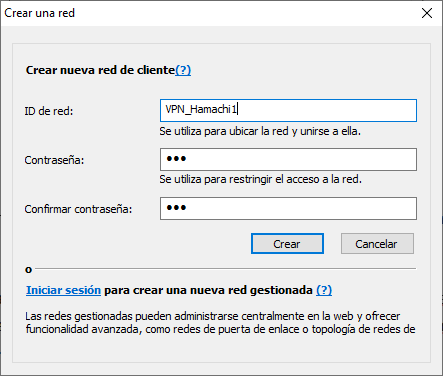 Crear una red
Crear nueva red de cliente(?)
ID de red:
VPN_Hamachi1
Se utiliza para ubicar la red y unirse a ella.
Contraseña:
●●●
Se utiliza para restringir el acceso a la red.
Confirmar contraseña:
●●●
Crear
Cancelar
o
Iniciar sesión para crear una nueva red gestionada (?)
Las redes gestionadas pueden administrarse centralmente en la web y ofrecer
funcionalidad avanzada, como redes de puerta de enlace o topología de redes de